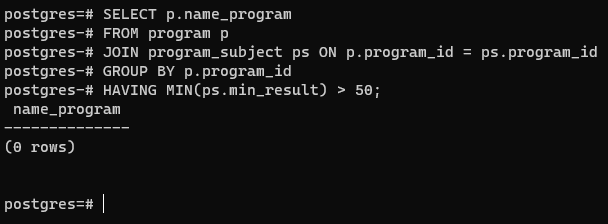 postgres=# SELECT p.name_program
postgres-# FROM program p
postgres-# JOIN program_subject ps ON p.program_id = ps.program_id
postgres-# GROUP BY p.program_id
postgres-# HAVING MIN(ps.min_result) > 50;
 name_program
--------------
(0 rows)
postgres=#